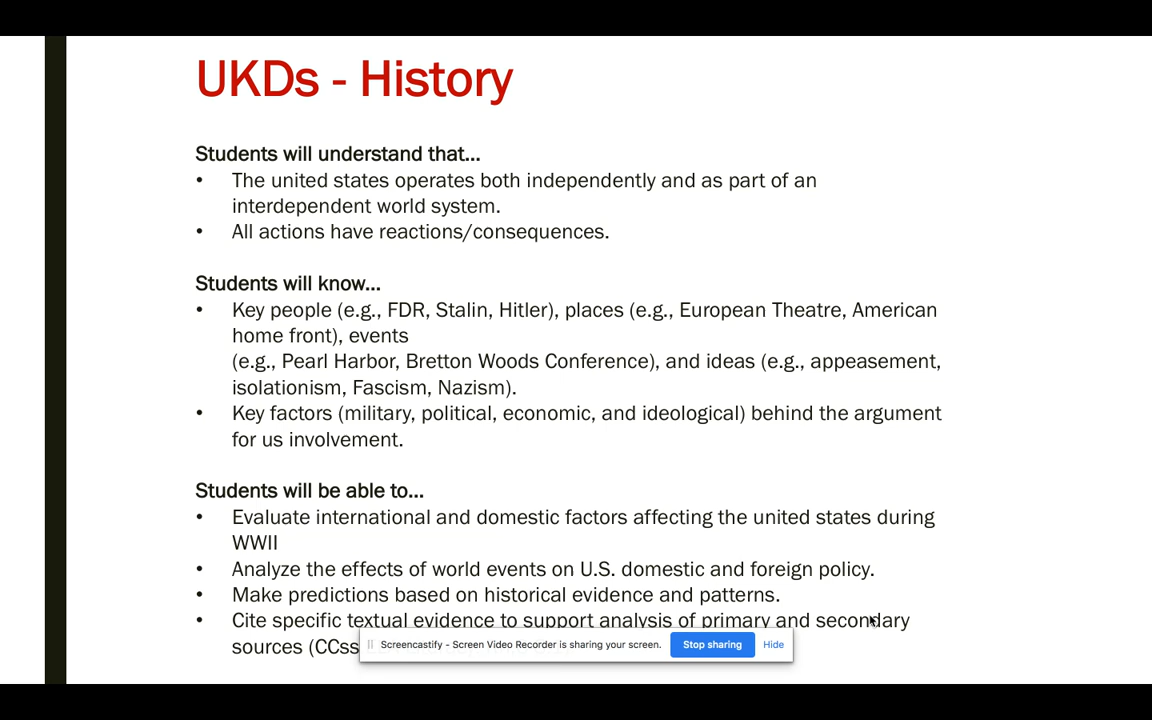 UKDs - History
Students will understand that...
• The united states operates both independently and as part of an
interdependent world system.
• All actions have reactions/consequences.
Students will know...
• Key people (e.g., FDR, Stalin, Hitler), places (e.g., European Theatre, American
home front), events
(e.g., Pearl Harbor, Bretton Woods Conference), and ideas (e.g., appeasement,
isolationism, Fascism, Nazism).
• Key factors (military, political, economic, and ideological) behind the argument
for us involvement.
Students will be able to...
• Evaluate international and domestic factors affecting the united states during
WWII
• Analyze the effects of world events on U.S. domestic and foreign policy.
• Make predictions based on historical evidence and patterns.
• Cite specific textual evidence to support analysis of primary and secondary
sources (CCss
Screencastify - Screen Video Recorder is sharing your screen.
Stop sharing
Hide